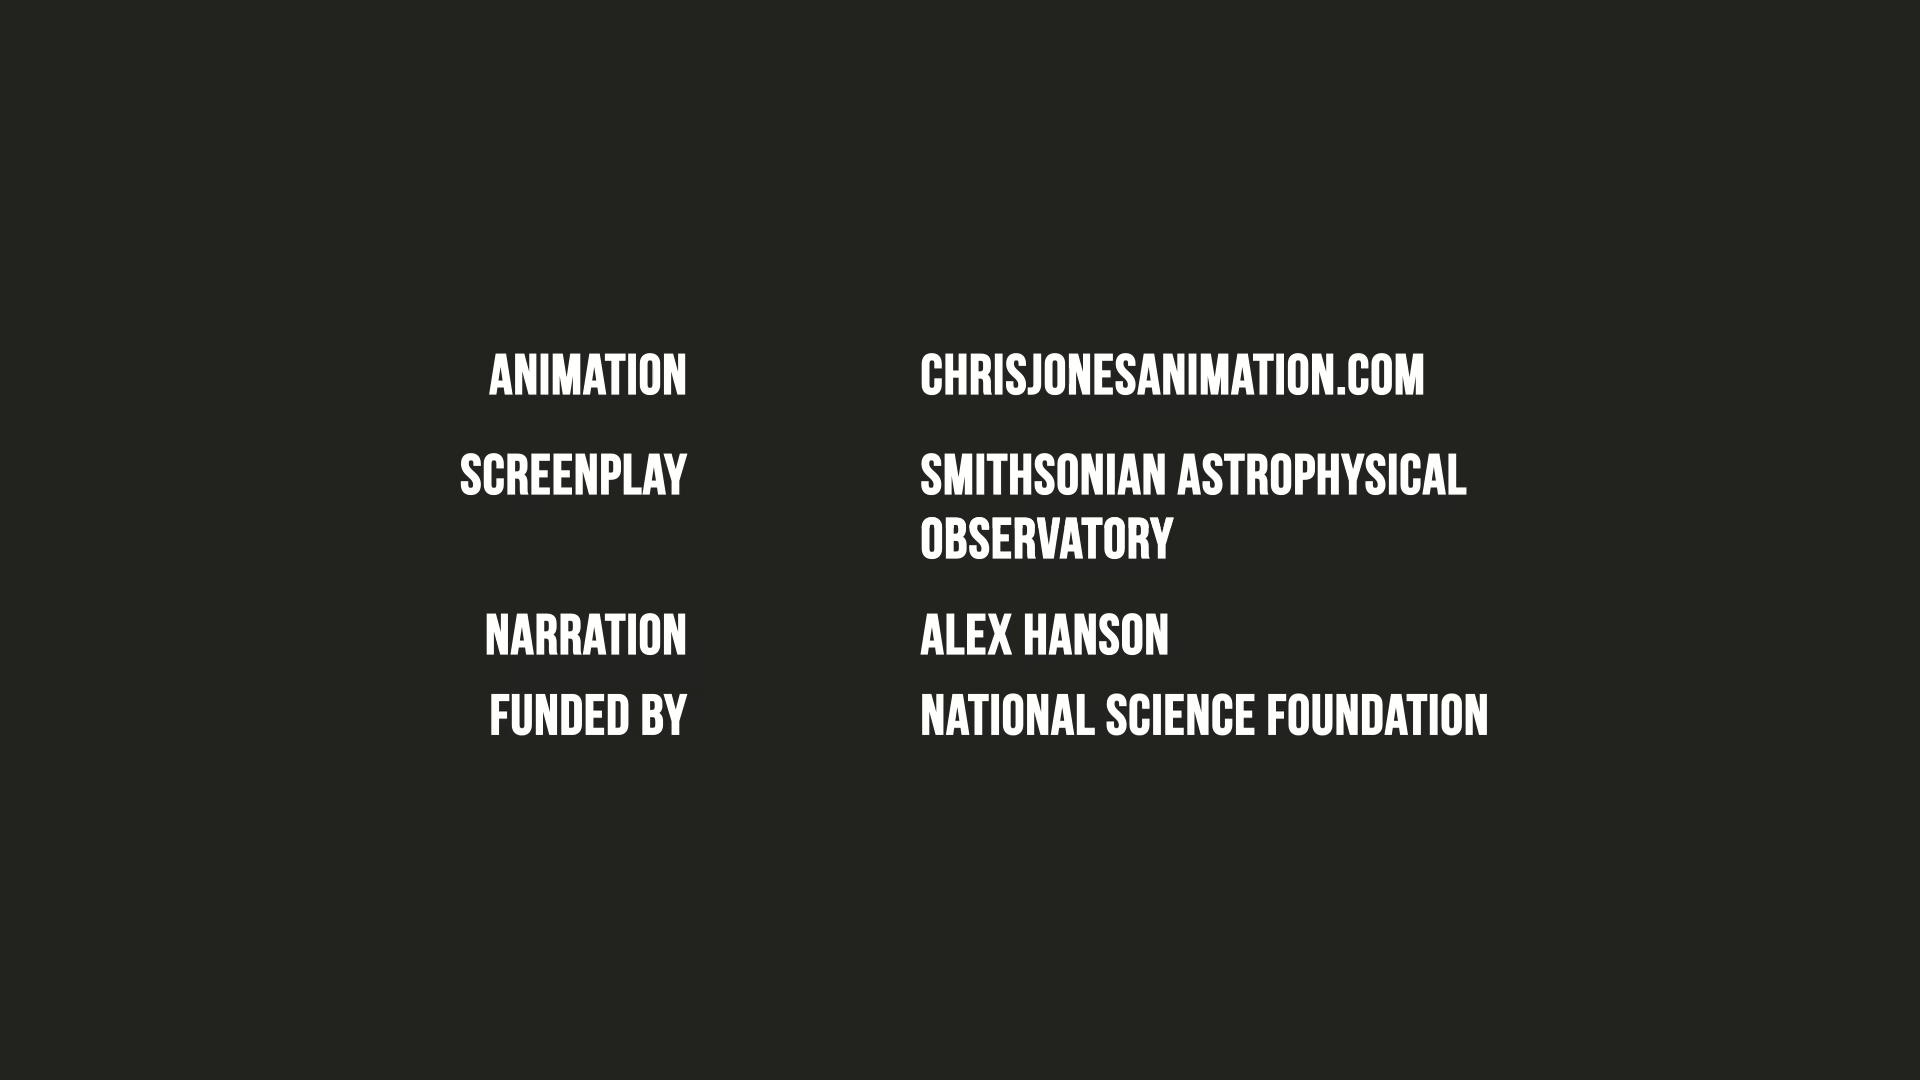 ANIMATION CHRISJONESANIMATION.COM
SCREENPLAY SMITHSONIAN ASTROPHYSICAL
OBSERVATORY
NARRATION ALEX HANSON
FUNDED BY NATIONAL SCIENCE FOUNDATION